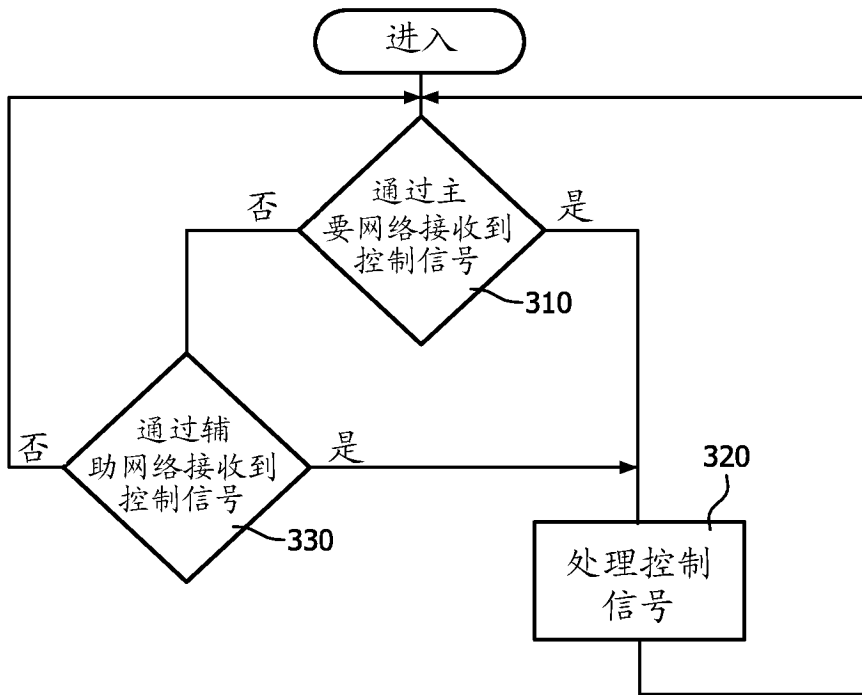 进入
否
通过主
要网络接收到
控制信号
是
310
否
通过辅
助网络接收到
控制信号
是
330
320
处理控制
信号